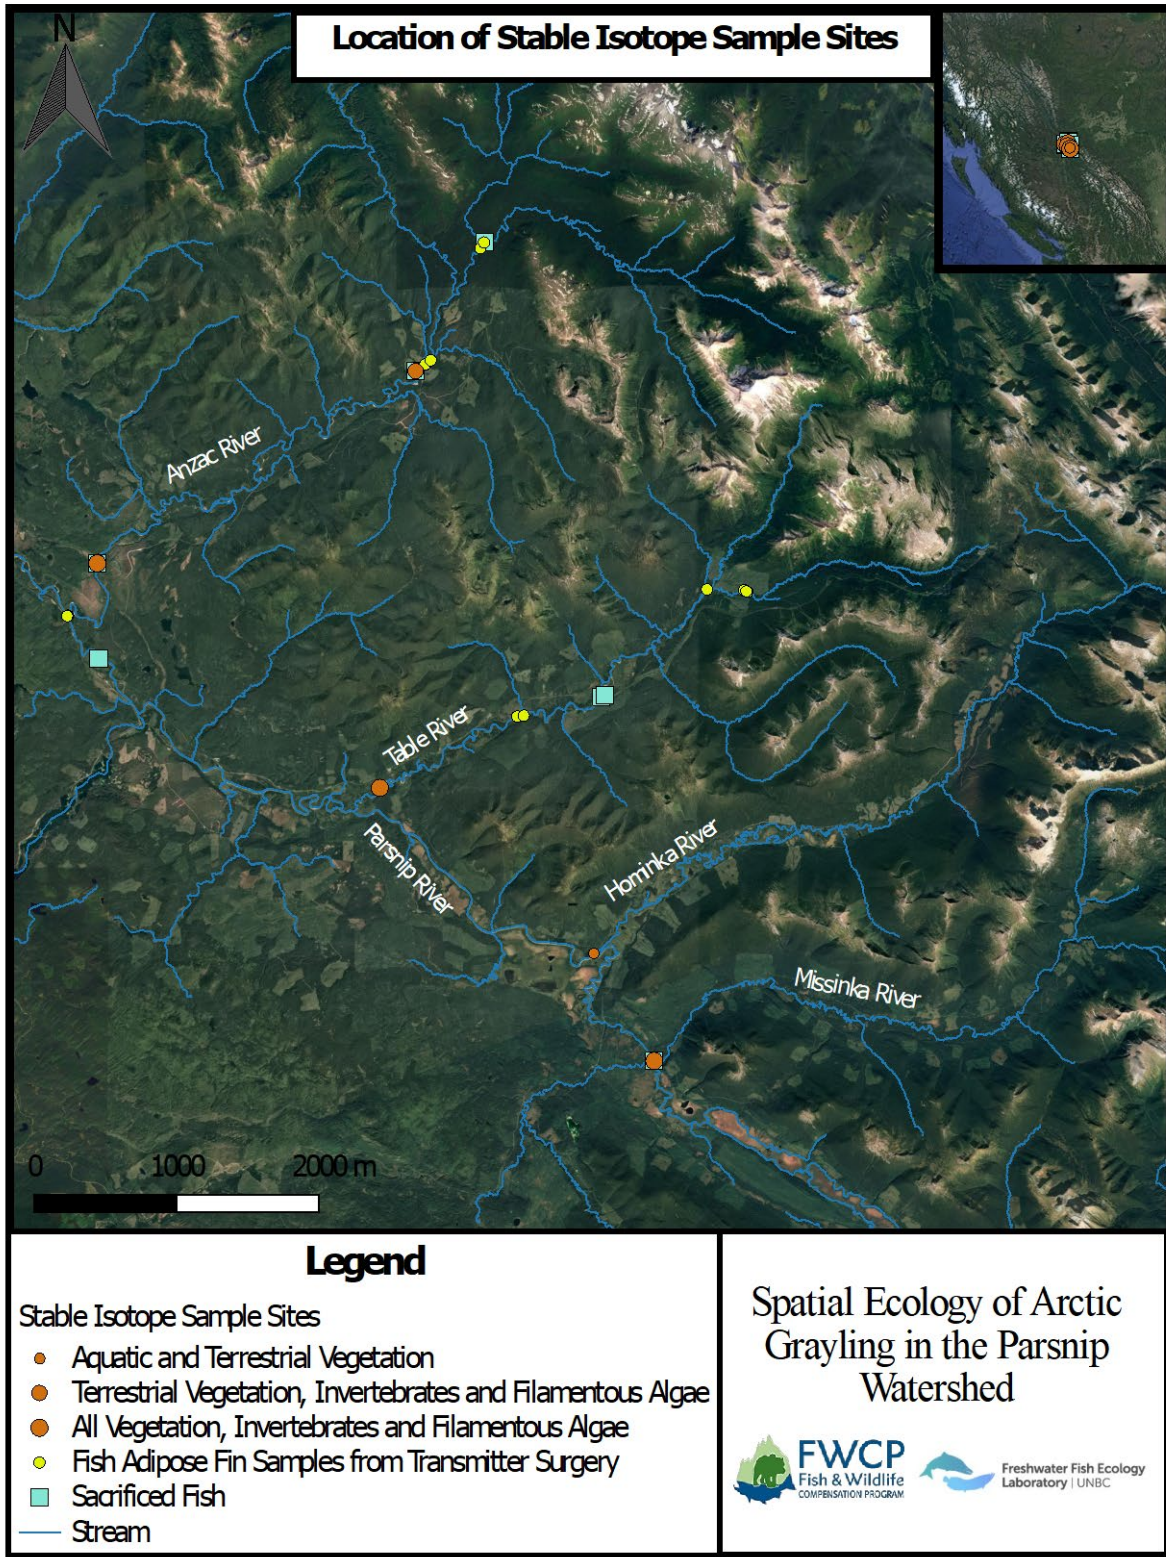 Location of Stable Isotope Sample Sites
N
Anzac River
Table River
Parsnip River
Hominka River
Missinka River
0 1000 2000 m
Legend
Stable Isotope Sample Sites
Aquatic and Terrestrial Vegetation
Terrestrial Vegetation, Invertebrates and Filamentous Algae
All Vegetation, Invertebrates and Filamentous Algae
Fish Adipose Fin Samples from Transmitter Surgery
Sacrificed Fish
Stream
Spatial Ecology of Arctic
Grayling in the Parsnip
Watershed
FWCP
Fish & Wildlife
COMPENSATION PROGRAM
Freshwater Fish Ecology
Laboratory | UNBC